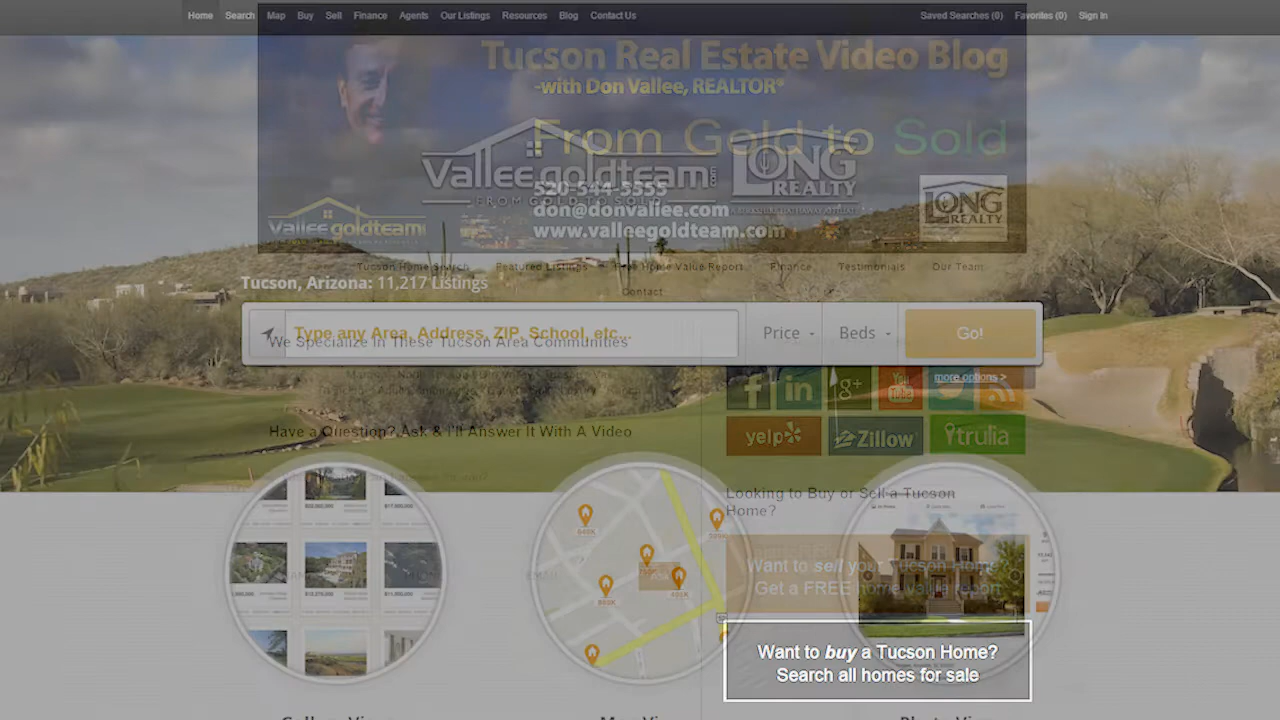 Home Search Map Buy Sell Finance Agents Our Listings Resources Blog Contact Us Saved Searches (0) Favorites (0) Sign In
Tucson Real Estate Video Blog
-with Don Vallee, REALTOR®
From Gold to Sold
Valleegoldteam.com
FROM GOLD TO SOLD
LONG
REALTY
520-544-3355
don@donvallee.com
www.valleegoldteam.com
Valleegoldteam
LONG
REALTY
Tucson Home Search Featured Listings Free Home Value Report Finance Testimonials Our Team
Contact
Tucson, Arizona: 11,217 Listings
Type any Area, Address, ZIP, School, etc...
Price Beds Go!
We Specialize In These Tucson Area Communities
more options >
f in g+ You Tube
yelp Zillow trulia
Have a Question? Ask & I'll Answer It With A Video
Looking to Buy or Sell a Tucson
Home?
Want to sell your Tucson Home?
Get a FREE home value report
Want to buy a Tucson Home?
Search all homes for sale